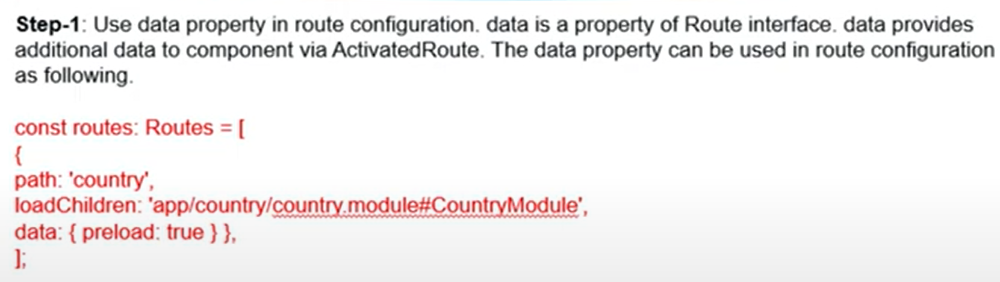 Step-1: Use data property in route configuration. data is a property of Route interface. data provides
additional data to component via ActivatedRoute. The data property can be used in route configuration
as following.
const routes: Routes = [
{
path: 'country',
loadChildren: 'app/country/country.module#CountryModule',
data: { preload: true } },
];